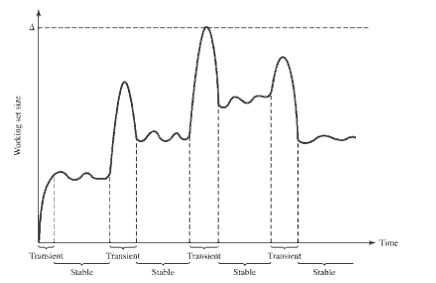 Δ
Working set size
Time
Transient Transient Transient Transient
Stable Stable Stable Stable